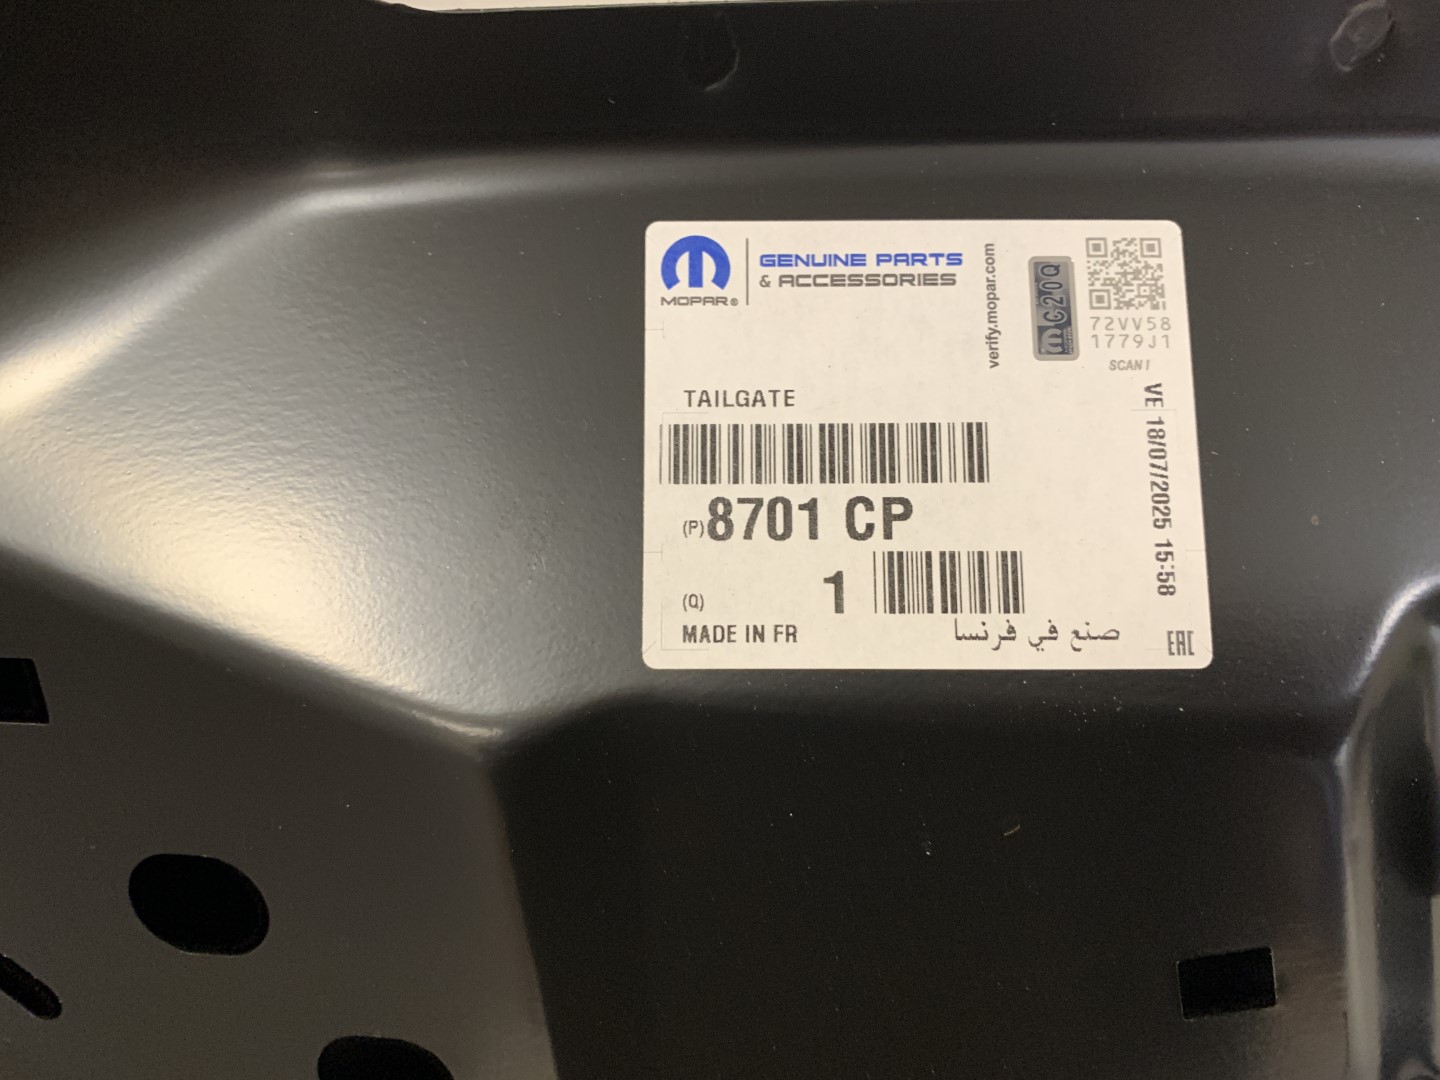 MOPAR®
GENUINE PARTS
& ACCESSORIES
verify.mopar.com
C20Q
72VV58
1779J1
SCAN!
TAILGATE
(P) 8701 CP
(Q) 1
MADE IN FR
صنع في فرنسا
VE 18/07/2025 15:58
EAC